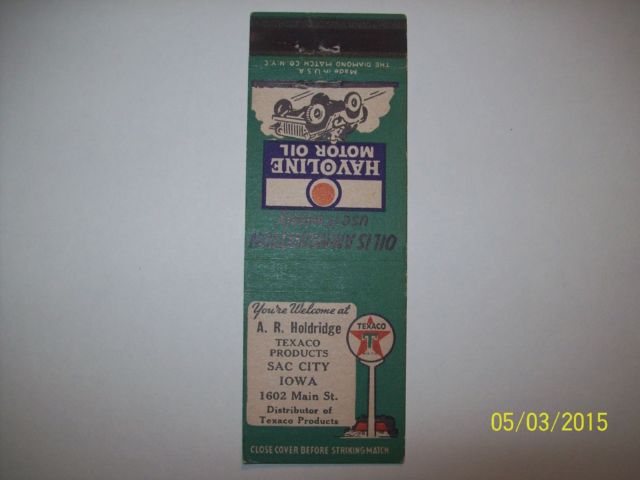 Made in U.S.A.
THE DIAMOND MATCH CO. N.Y.C.
HAVOLINE
MOTOR OIL
OIL IS AMMUNITION
USE IT WISELY
You're Welcome at
A. R. Holdridge
TEXACO
PRODUCTS
SAC CITY
IOWA
1602 Main St.
Distributor of
Texaco Products
TEXACO
T
CLOSE COVER BEFORE STRIKING MATCH
05/03/2015